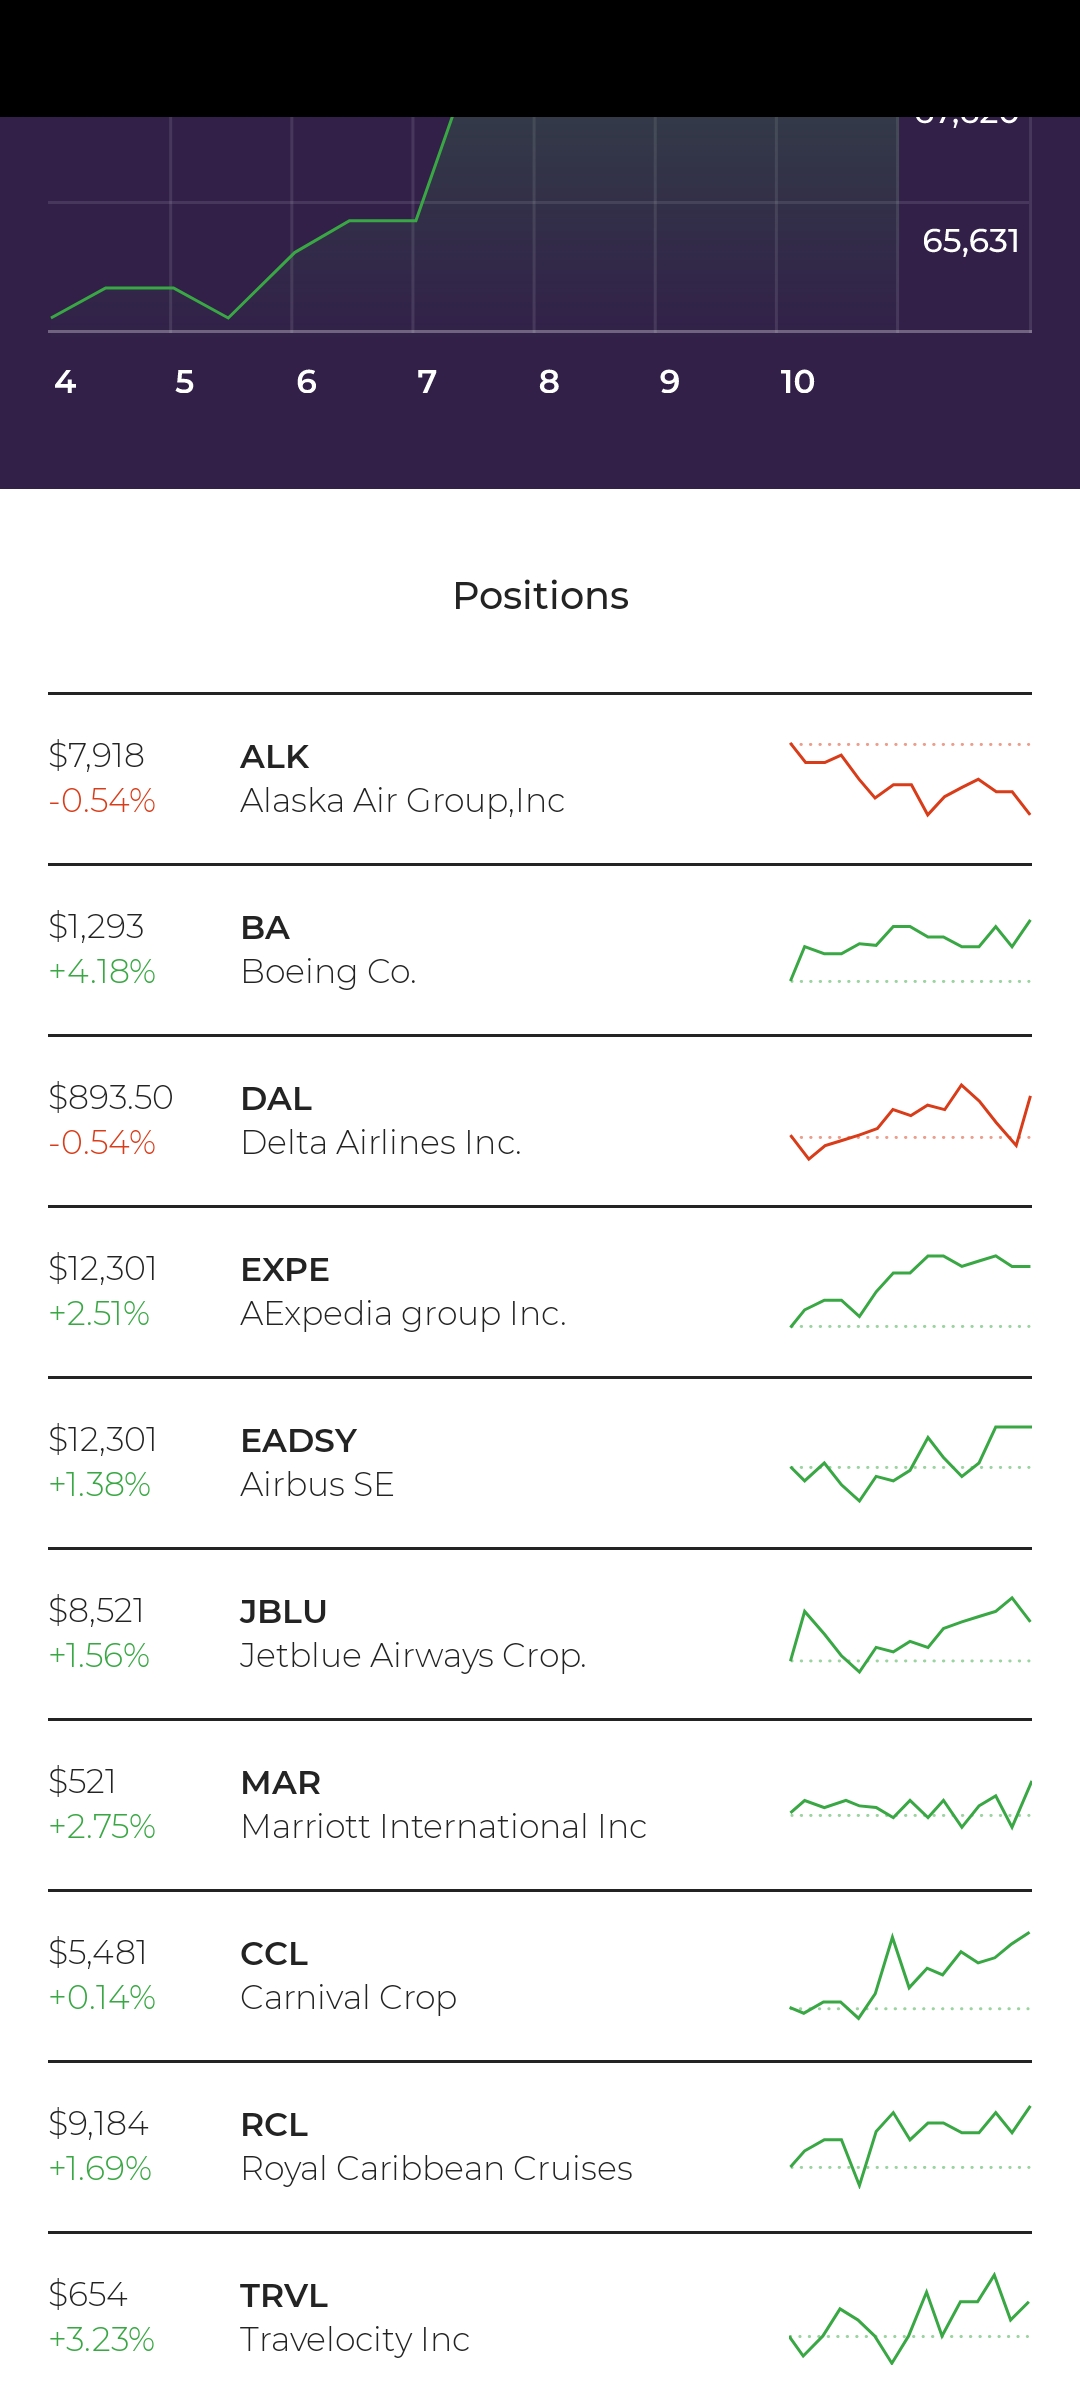 65,631
4 5 6 7 8 9 10
Positions
$7,918 ALK
-0.54% Alaska Air Group,Inc
$1,293 BA
+4.18% Boeing Co.
$893.50 DAL
-0.54% Delta Airlines Inc.
$12,301 EXPE
+2.51% AExpedia group Inc.
$12,301 EADSY
+1.38% Airbus SE
$8,521 JBLU
+1.56% Jetblue Airways Crop.
$521 MAR
+2.75% Marriott International Inc
$5,481 CCL
+0.14% Carnival Crop
$9,184 RCL
+1.69% Royal Caribbean Cruises
$654 TRVL
+3.23% Travelocity Inc